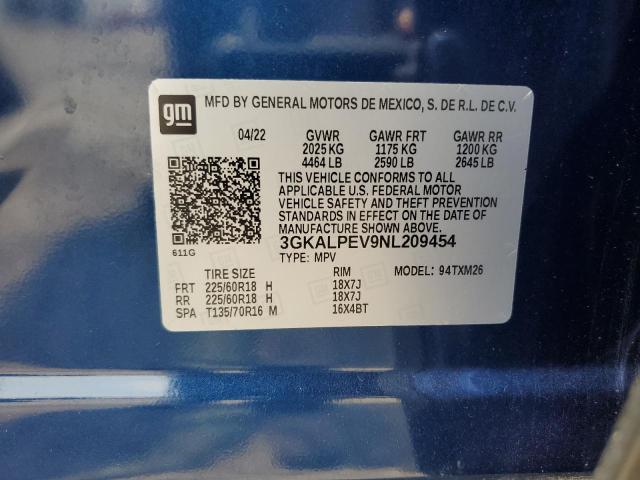 gm MFD BY GENERAL MOTORS DE MEXICO, S. DE R.L. DE C.V.
04/22 GVWR GAWR FRT GAWR RR
2025 KG 1175 KG 1200 KG
4464 LB 2590 LB 2645 LB
THIS VEHICLE CONFORMS TO ALL
APPLICABLE U.S. FEDERAL MOTOR
VEHICLE SAFETY AND THEFT PREVENTION
STANDARDS IN EFFECT ON THE DATE OF
MANUFACTURE SHOWN ABOVE.
3GKALPEV9NL209454
611G TYPE: MPV
TIRE SIZE RIM MODEL: 94TXM26
FRT 225/60R18 H 18X7J
RR 225/60R18 H 18X7J
SPA T135/70R16 M 16X4BT